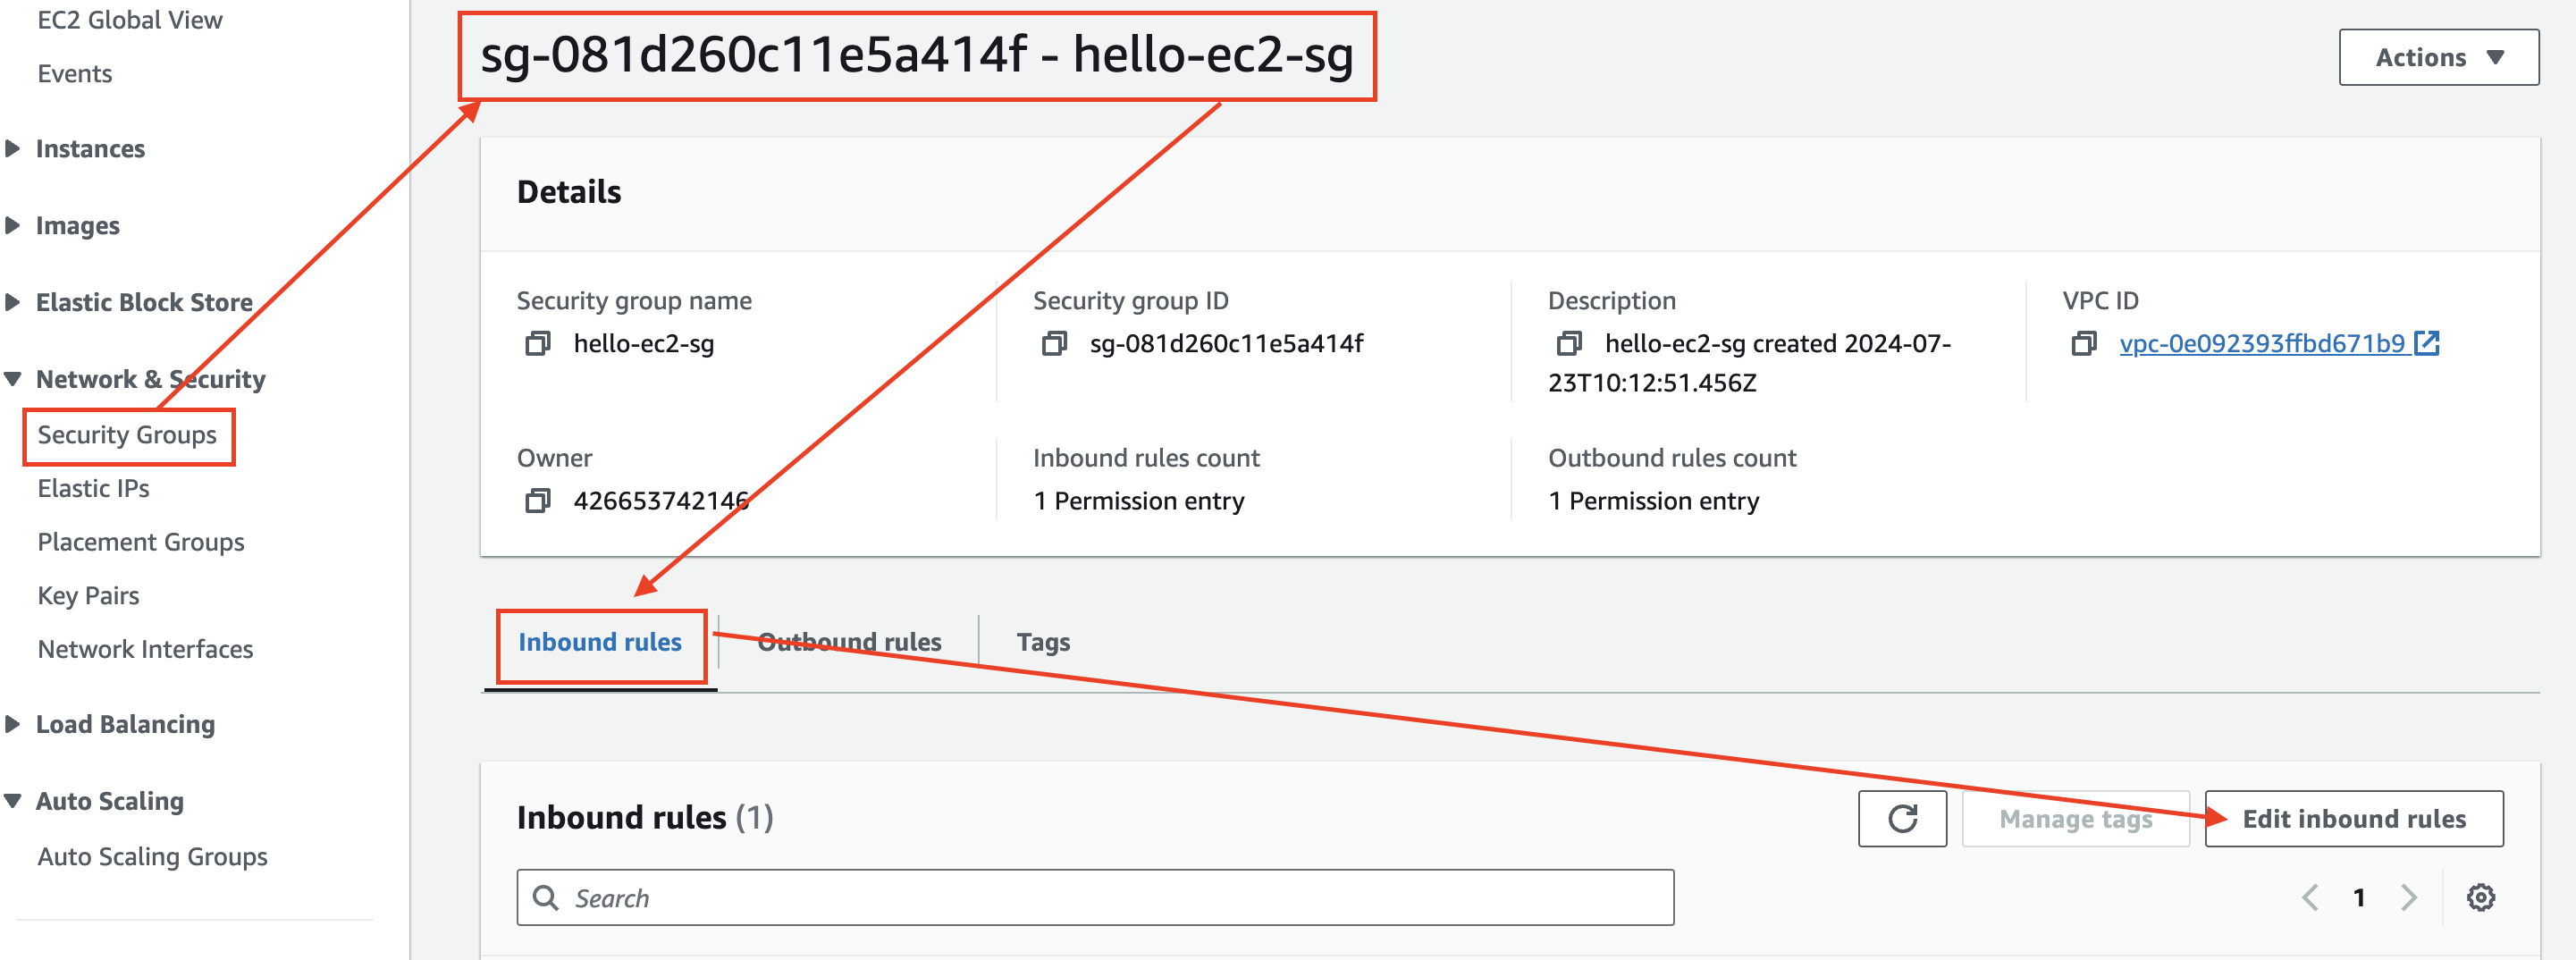 EC2 Global View
Events
Instances
Images
Elastic Block Store
Network & Security
Security Groups
Elastic IPs
Placement Groups
Key Pairs
Network Interfaces
Load Balancing
Auto Scaling
Auto Scaling Groups
sg-081d260c11e5a414f - hello-ec2-sg
Actions
Details
Security group name
hello-ec2-sg
Security group ID
sg-081d260c11e5a414f
Description
hello-ec2-sg created 2024-07-
23T10:12:51.456Z
VPC ID
vpc-0e092393ffbd671b9
Owner
426653742146
Inbound rules count
1 Permission entry
Outbound rules count
1 Permission entry
Inbound rules
Outbound rules
Tags
Inbound rules (1)
Manage tags
Edit inbound rules
Search
1